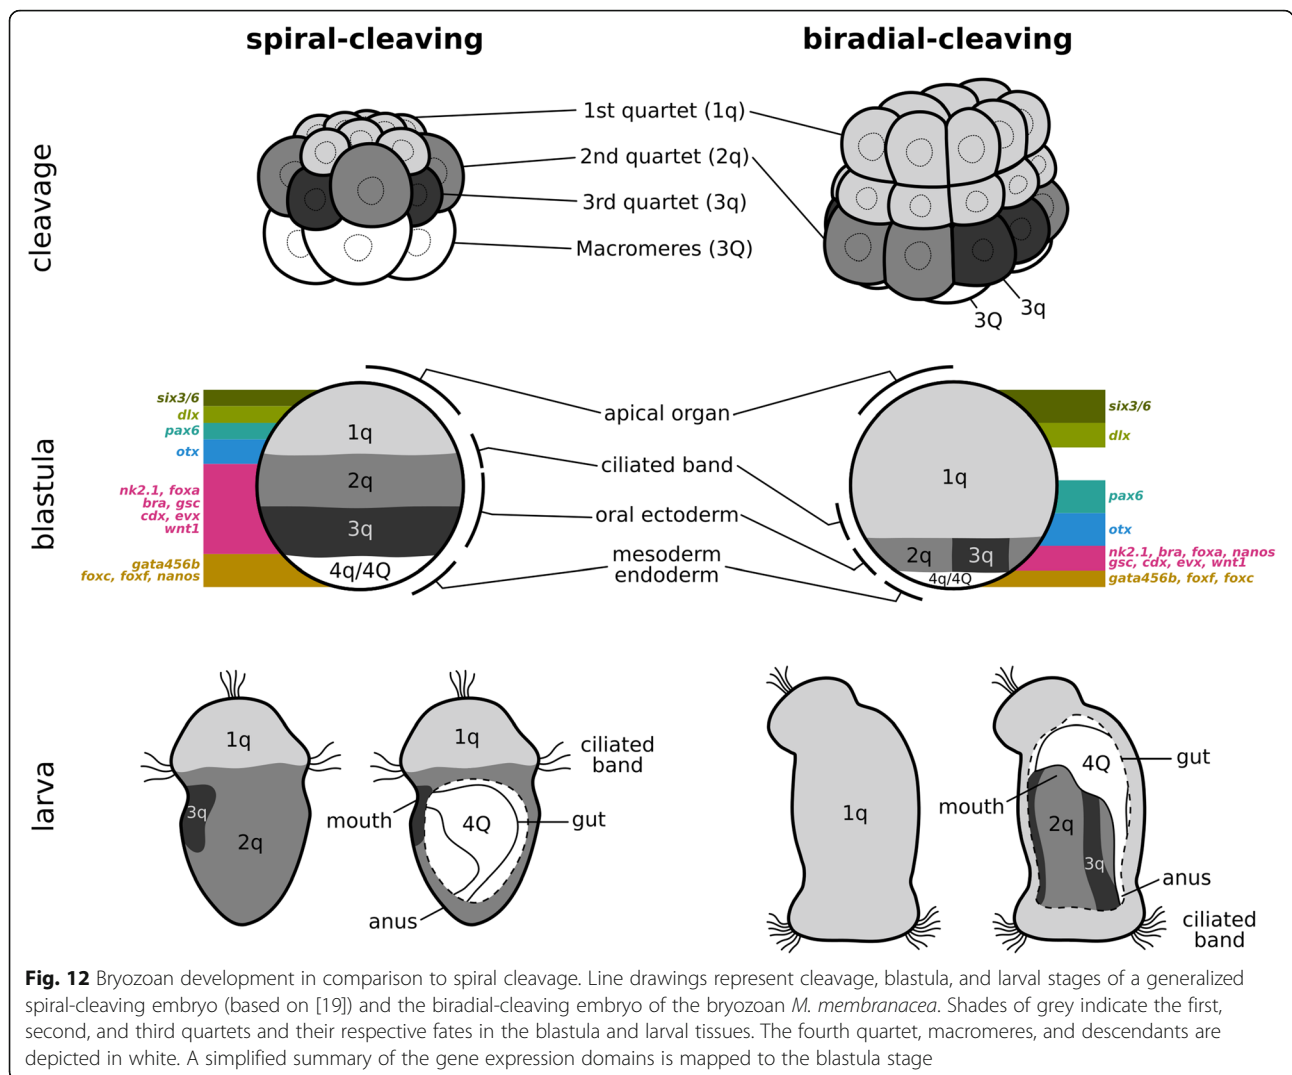 spiral-cleaving
biradial-cleaving
cleavage
1st quartet (1q)
2nd quartet (2q)
3rd quartet (3q)
Macromeres (3Q)
3q
3Q
blastula
six3/6
dlx
pax6
otx
nk2.1, foxa
bra, gsc
cdx, evx
wnt1
gata456b
foxc, foxf, nanos
1q
2q
3q
4q/4Q
apical organ
ciliated band
oral ectoderm
mesoderm
endoderm
1q
2q
3q
4q/4Q
six3/6
dlx
pax6
otx
nk2.1, bra, foxa, nanos
gsc, cdx, evx, wnt1
gata456b, foxf, foxc
larva
1q
3q
2q
1q
ciliated
band
mouth
4Q
gut
anus
1q
4Q
gut
mouth
2q
3q
anus
ciliated
band
Fig. 12 Bryozoan development in comparison to spiral cleavage. Line drawings represent cleavage, blastula, and larval stages of a generalized
spiral-cleaving embryo (based on [19]) and the biradial-cleaving embryo of the bryozoan M. membranacea. Shades of grey indicate the first,
second, and third quartets and their respective fates in the blastula and larval tissues. The fourth quartet, macromeres, and descendants are
depicted in white. A simplified summary of the gene expression domains is mapped to the blastula stage